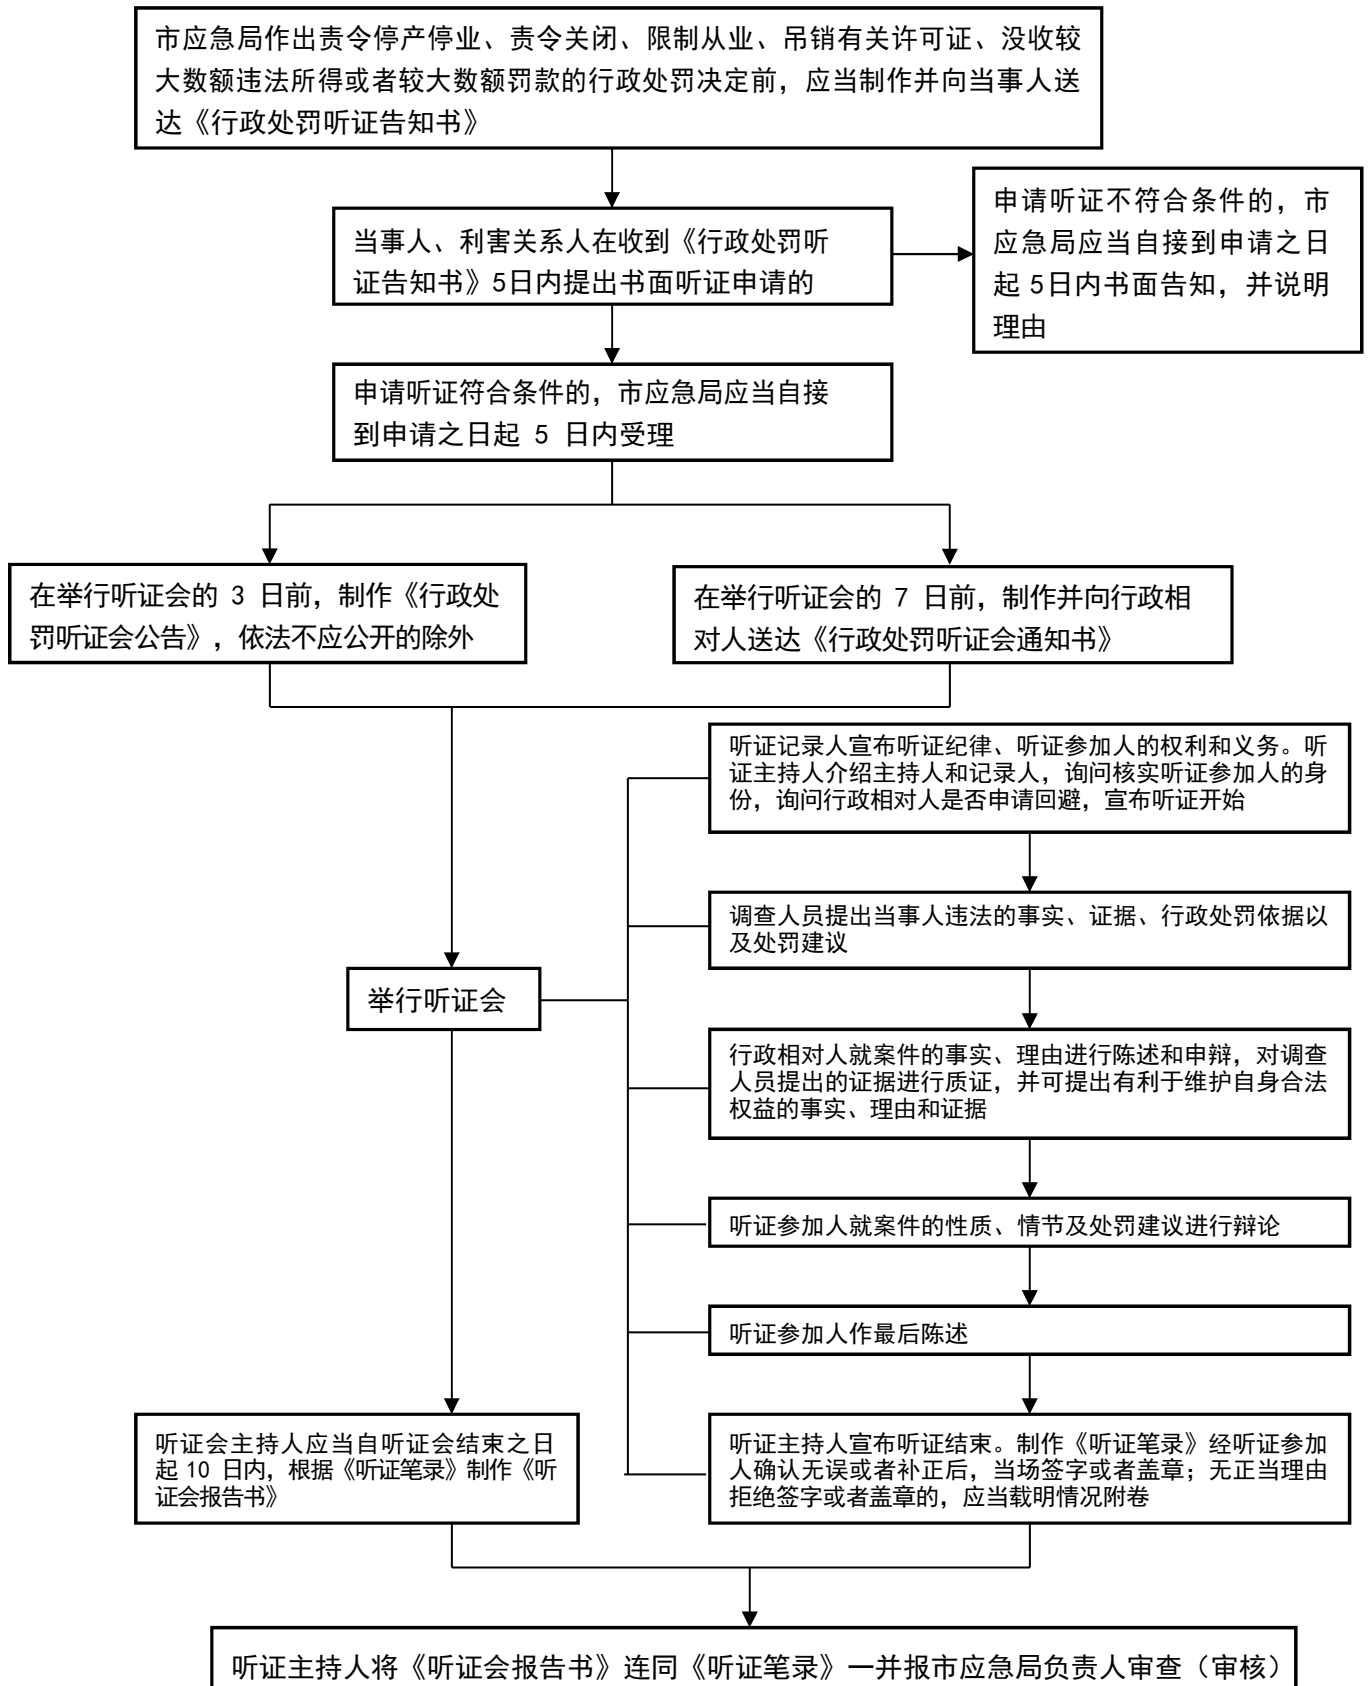 市应急局作出责令停产停业、责令关闭、限制从业、吊销有关许可证、没收较
大数额违法所得或者较大数额罚款的行政处罚决定前，应当制作并向当事人送
达《行政处罚听证告知书》
当事人、利害关系人在收到《行政处罚听
证告知书》5日内提出书面听证申请的
申请听证不符合条件的，市
应急局应当自接到申请之日
起 5日内书面告知，并说明
理由
申请听证符合条件的，市应急局应当自接
到申请之日起 5 日内受理
在举行听证会的 3 日前，制作《行政处
罚听证会公告》，依法不应公开的除外
在举行听证会的 7 日前，制作并向行政相
对人送达《行政处罚听证会通知书》
举行听证会
听证记录人宣布听证纪律、听证参加人的权利和义务。听
证主持人介绍主持人和记录人，询问核实听证参加人的身
份，询问行政相对人是否申请回避，宣布听证开始
调查人员提出当事人违法的事实、证据、行政处罚依据以
及处罚建议
行政相对人就案件的事实、理由进行陈述和申辩，对调查
人员提出的证据进行质证，并可提出有利于维护自身合法
权益的事实、理由和证据
听证参加人就案件的性质、情节及处罚建议进行辩论
听证参加人作最后陈述
听证主持人宣布听证结束。制作《听证笔录》经听证参加
人确认无误或者补正后，当场签字或者盖章；无正当理由
拒绝签字或者盖章的，应当载明情况附卷
听证会主持人应当自听证会结束之日
起 10 日内，根据《听证笔录》制作《听
证会报告书》
听证主持人将《听证会报告书》连同《听证笔录》一并报市应急局负责人审查（审核）